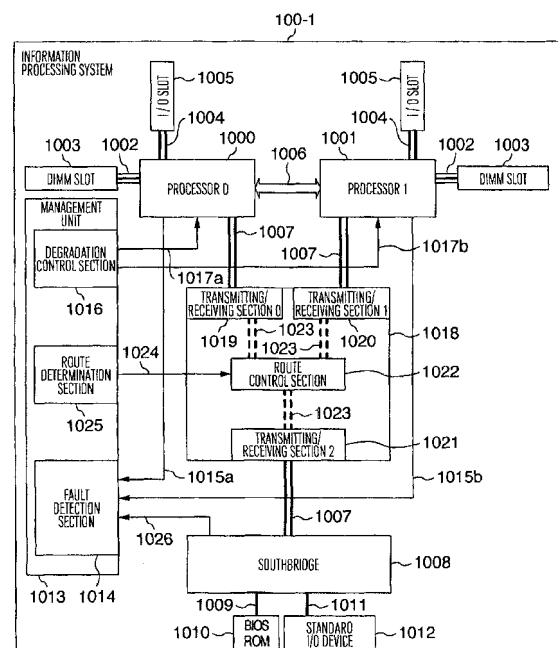 100-1
INFORMATION
PROCESSING SYSTEM
1005
I/O SLOT
1004
1000
1003
1002
DIMM SLOT
PROCESSOR 0
1006
1005
I/O SLOT
1004
1001
1002
1003
PROCESSOR 1
DIMM SLOT
MANAGEMENT
UNIT
DEGRADATION
CONTROL SECTION
1016
1007
1017a
1007
1017b
TRANSMITTING/
RECEIVING SECTION 0
TRANSMITTING/
RECEIVING SECTION 1
1019
1023
1023
1020
1018
ROUTE
DETERMINATION
SECTION
1024
1025
ROUTE
CONTROL SECTION
1022
1023
TRANSMITTING/
RECEIVING SECTION 2
1021
1015a
1015b
FAULT
DETECTION
SECTION
1026
1007
1013
1014
SOUTHBRIDGE
1008
1009
1011
1010
BIOS
ROM
STANDARD
I/O DEVICE
1012